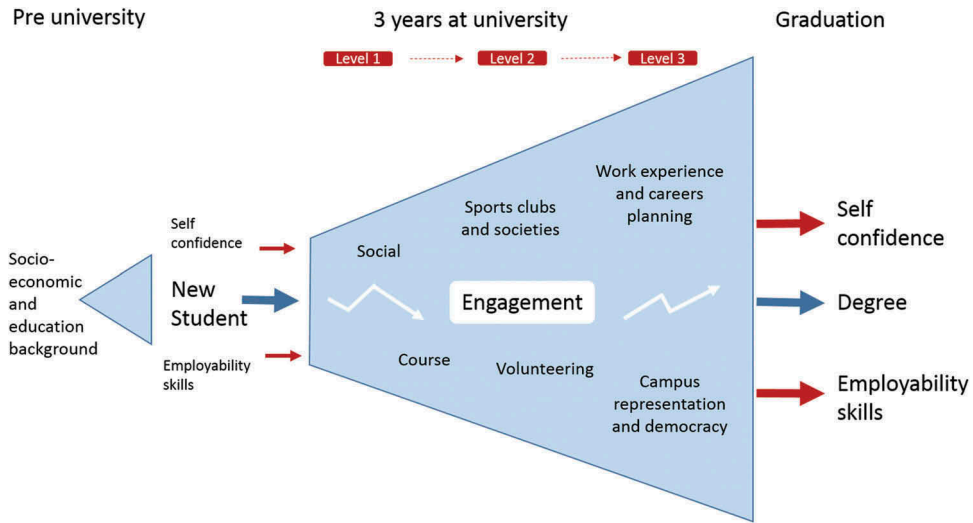 Pre university
3 years at university
Graduation
Level 1
Level 2
Level 3
Socio-
economic
and
education
background
Self
confidence
New
Student
Employability
skills
Social
Sports clubs
and societies
Work experience
and careers
planning
Engagement
Course
Volunteering
Campus
representation
and democracy
Self
confidence
Degree
Employability
skills